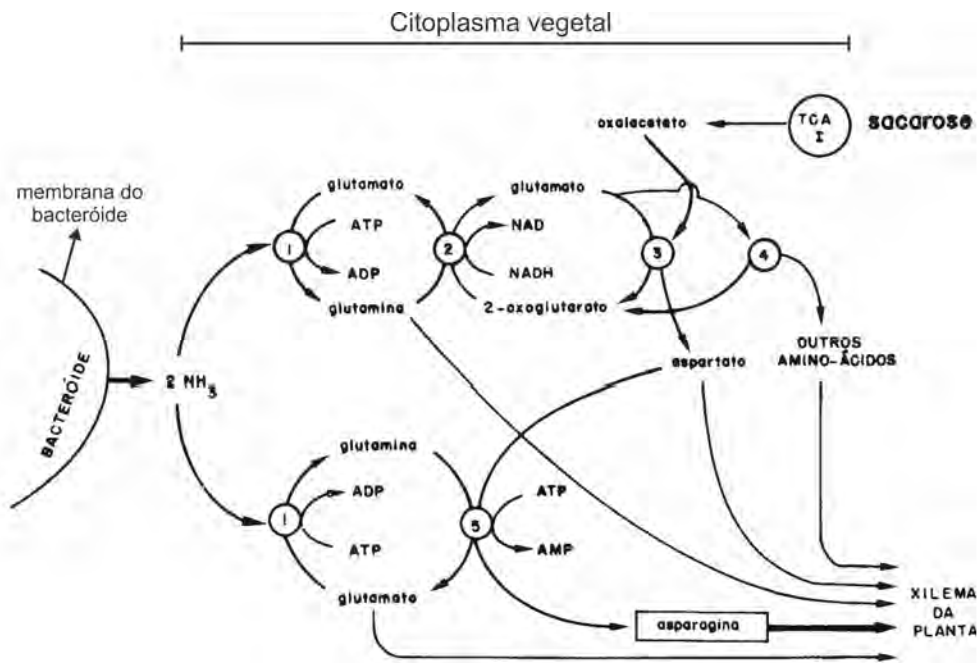 Citoplasma vegetal
oxalacetato
TCA
I
sacarose
membrana do
bacteróide
glutamato
glutamato
ATP
NAD
1
2
3
4
ADP
NADH
glutamina
2-oxoglutarato
OUTROS
AMINO-ÁCIDOS
BACTERÓIDE
2 NH3
aspartato
glutamina
ADP
ATP
1
5
ATP
AMP
glutamato
asparagina
XILEMA
DA
PLANTA